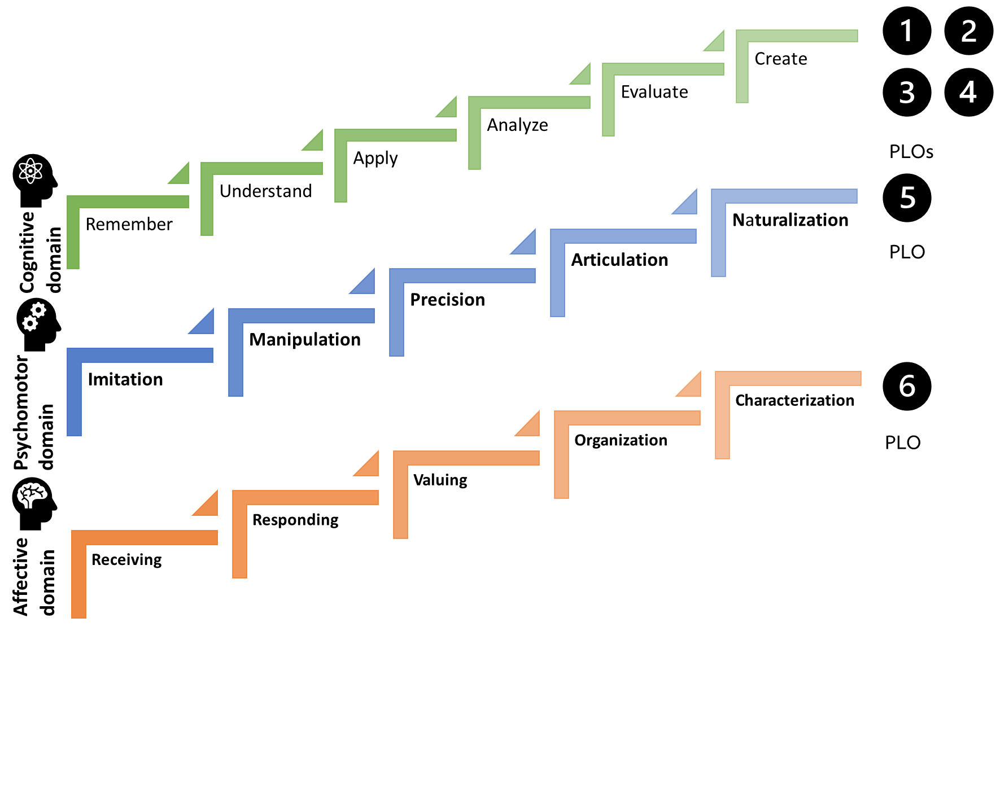 Cognitive
domain
Remember
Understand
Apply
Analyze
Evaluate
Create
1 2
3 4
PLOs
Psychomotor
domain
Imitation
Manipulation
Precision
Articulation
Naturalization
5
PLO
Affective
domain
Receiving
Responding
Valuing
Organization
Characterization
6
PLO